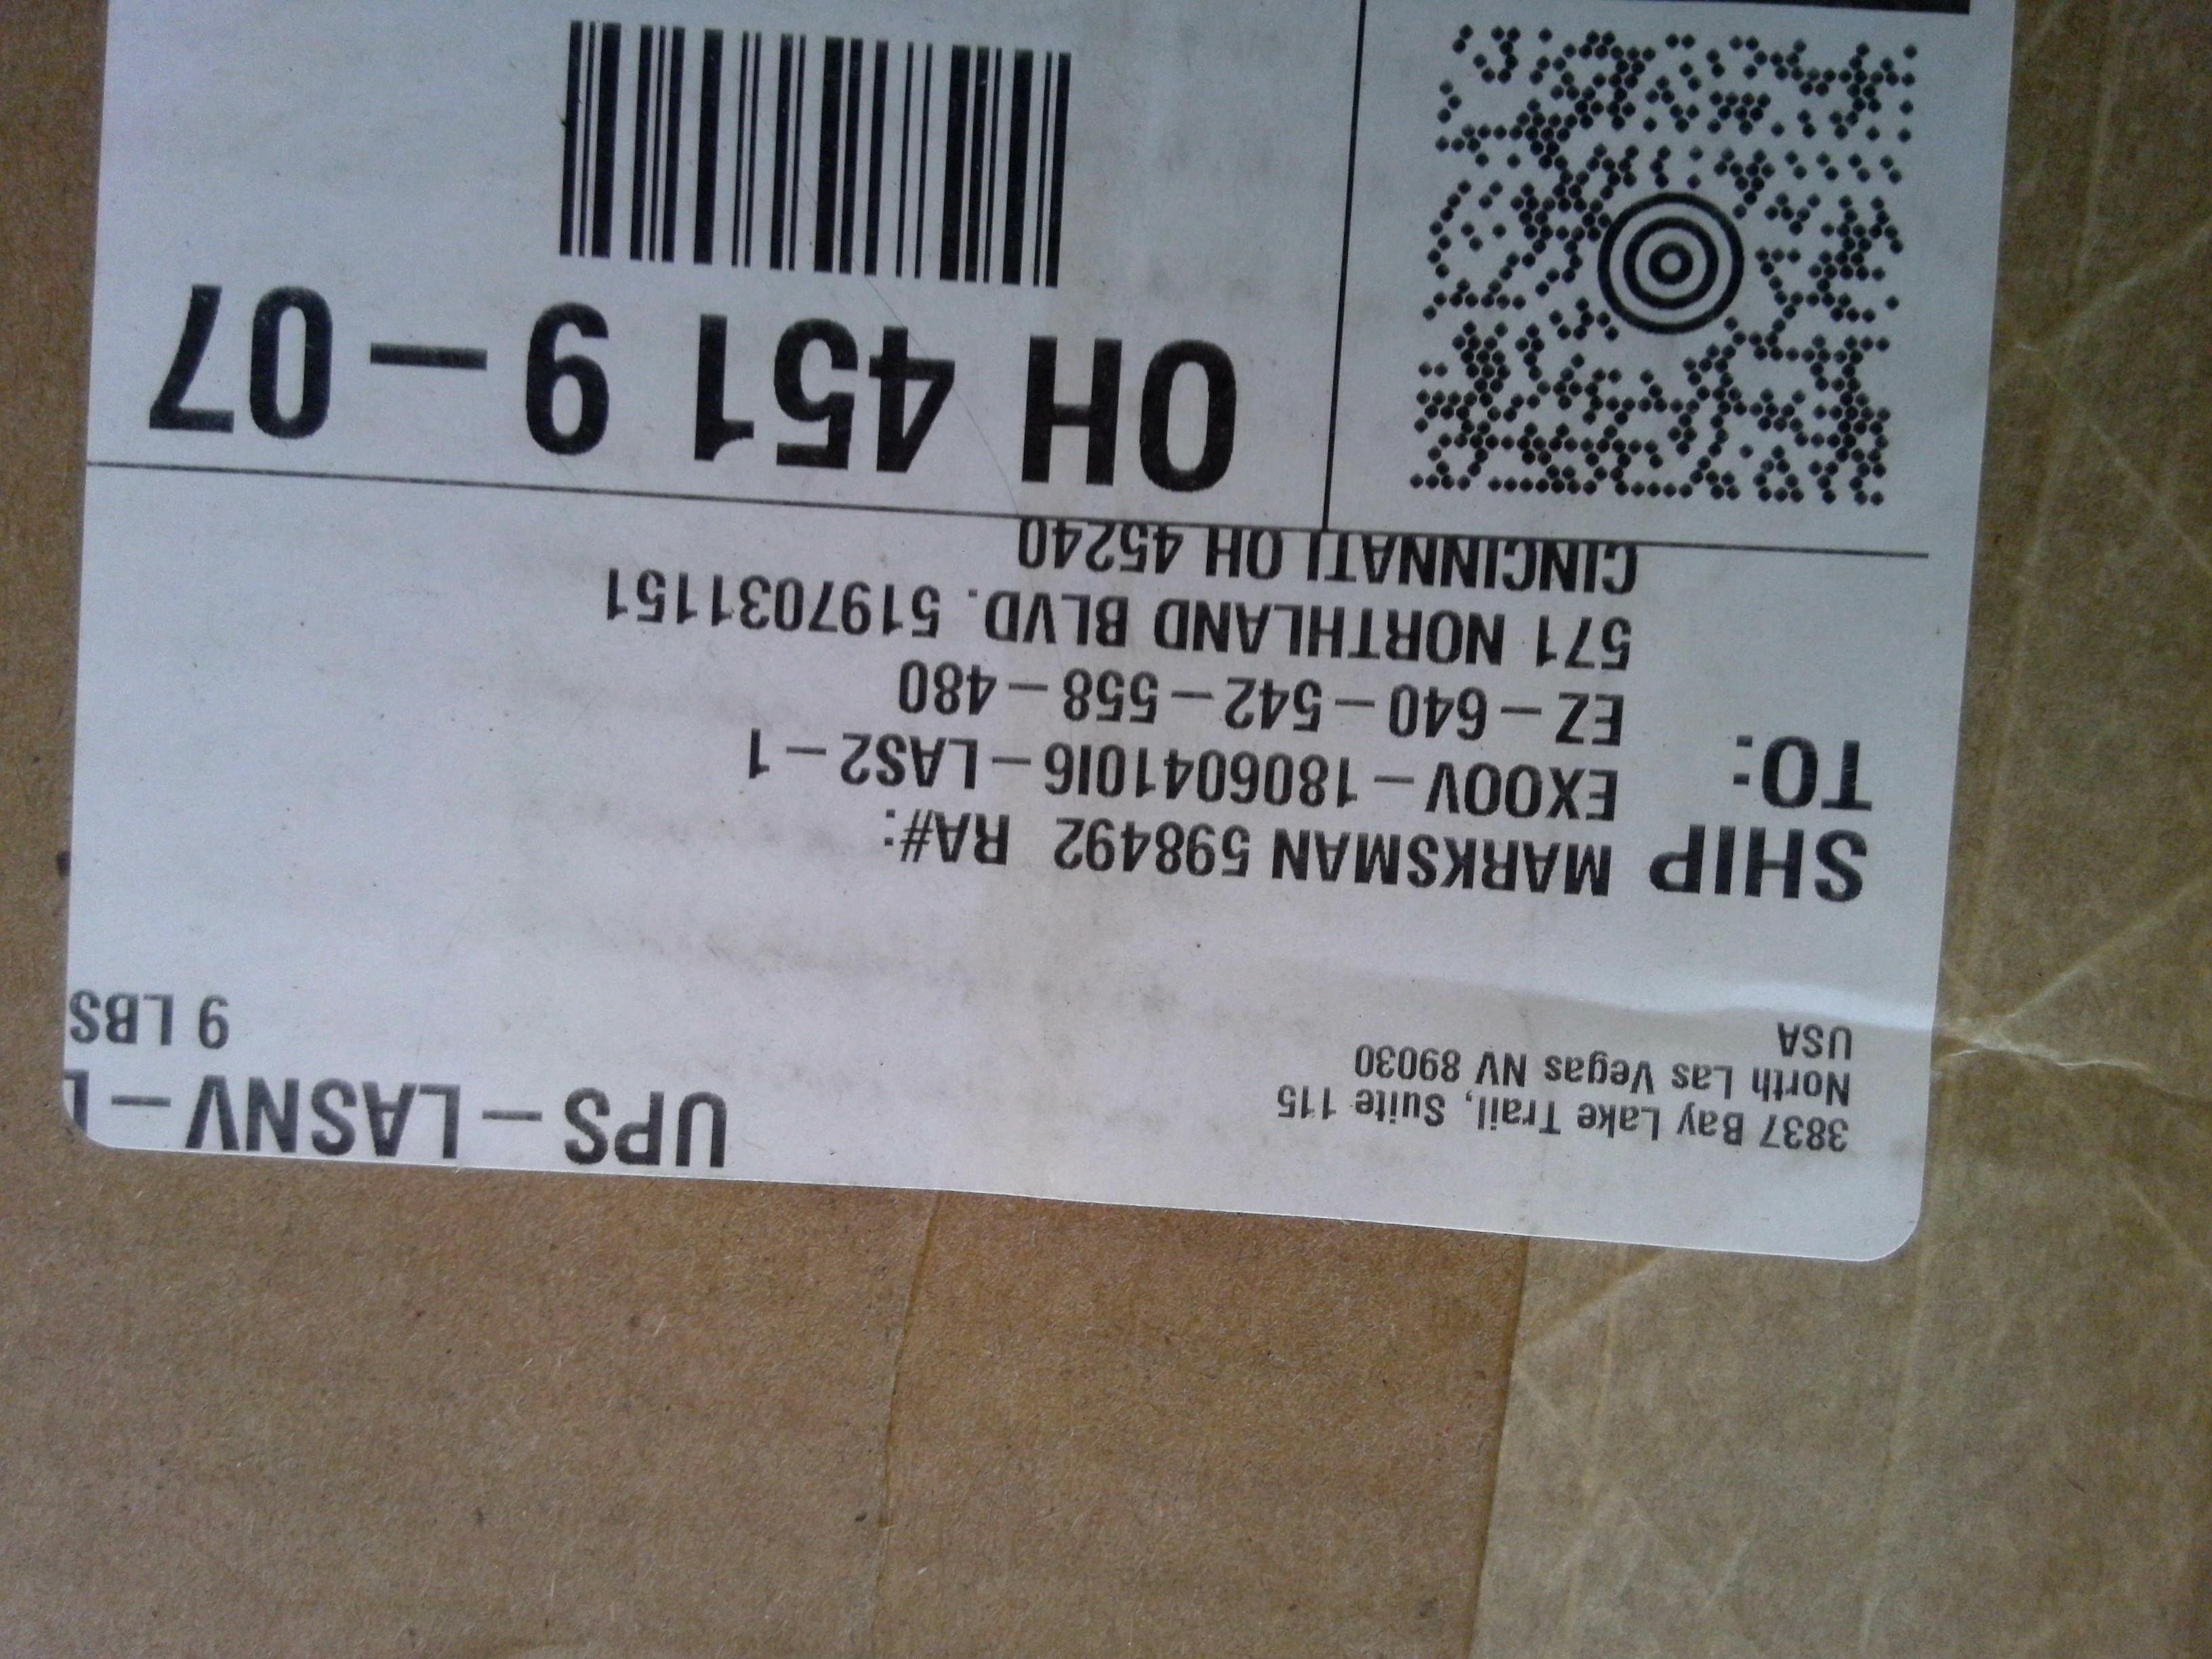 UPS-LASNV-L
3837 Bay Lake Trail, Suite 115
North Las Vegas NV 89030
USA
9 LBS
SHIP TO:
MARKSMAN 598492 RA#:
EXOOV-1806041OI6-LAS2-1
EZ-640-542-558-480
571 NORTHLAND BLVD. 5197031151
CINCINNATI OH 45240
OH 451 9-07